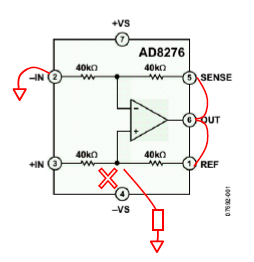 +VS
7
AD8276
40kΩ
40kΩ
–IN
2
5
SENSE
–
6
OUT
+
40kΩ
40kΩ
+IN
3
1
REF
4
–VS
07692-001